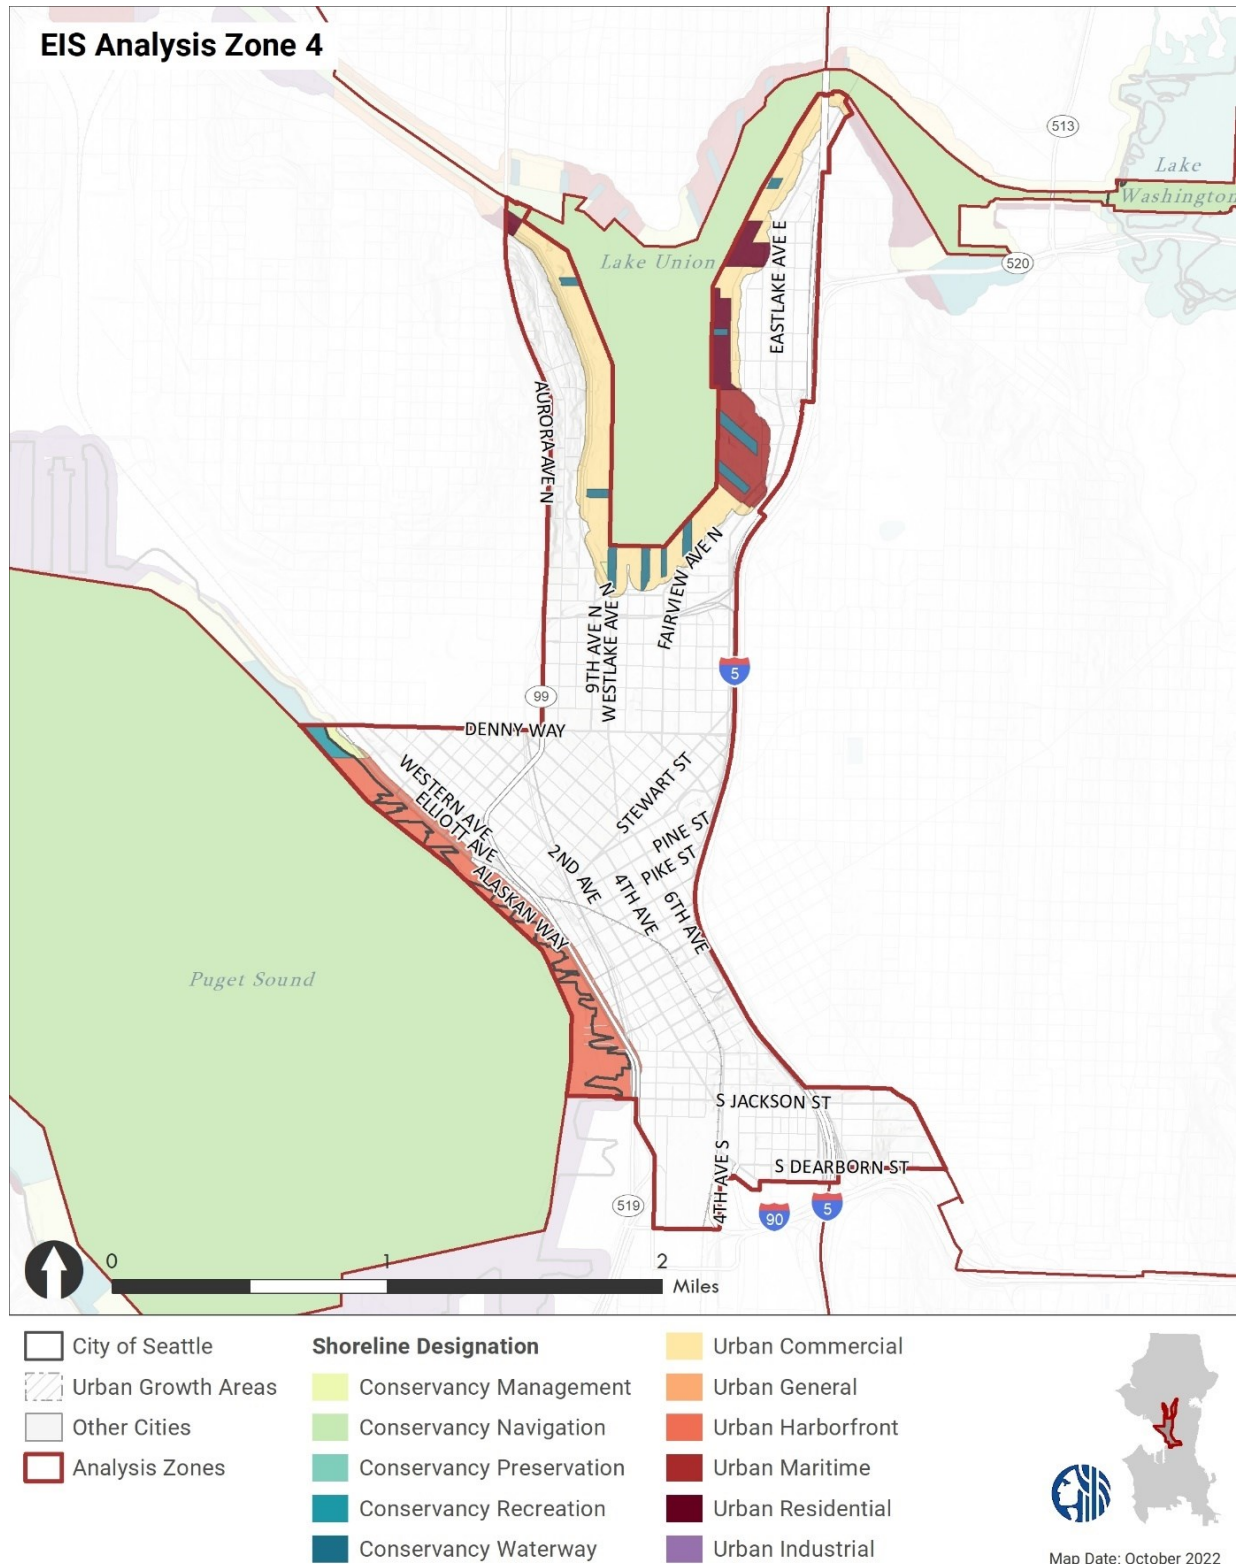 EIS Analysis Zone 4
513
Lake
Washington
Lake Union
520
EASTLAKE AVE E
AURORA AVE N
FAIRVIEW AVE N
9TH AVE N
WESTLAKE AVE N
5
99
DENNY WAY
WESTERN AVE
ELLIOTT AVE
STEWART ST
PINE ST
PIKE ST
2ND AVE
4TH AVE
6TH AVE
ALASKAN WAY
Puget Sound
S JACKSON ST
4TH AVE S
S DEARBORN ST
519
90
5
0 1 2
Miles
City of Seattle
Urban Growth Areas
Other Cities
Analysis Zones
Shoreline Designation
Conservancy Management
Conservancy Navigation
Conservancy Preservation
Conservancy Recreation
Conservancy Waterway
Urban Commercial
Urban General
Urban Harborfront
Urban Maritime
Urban Residential
Urban Industrial
Map Date: October 2022